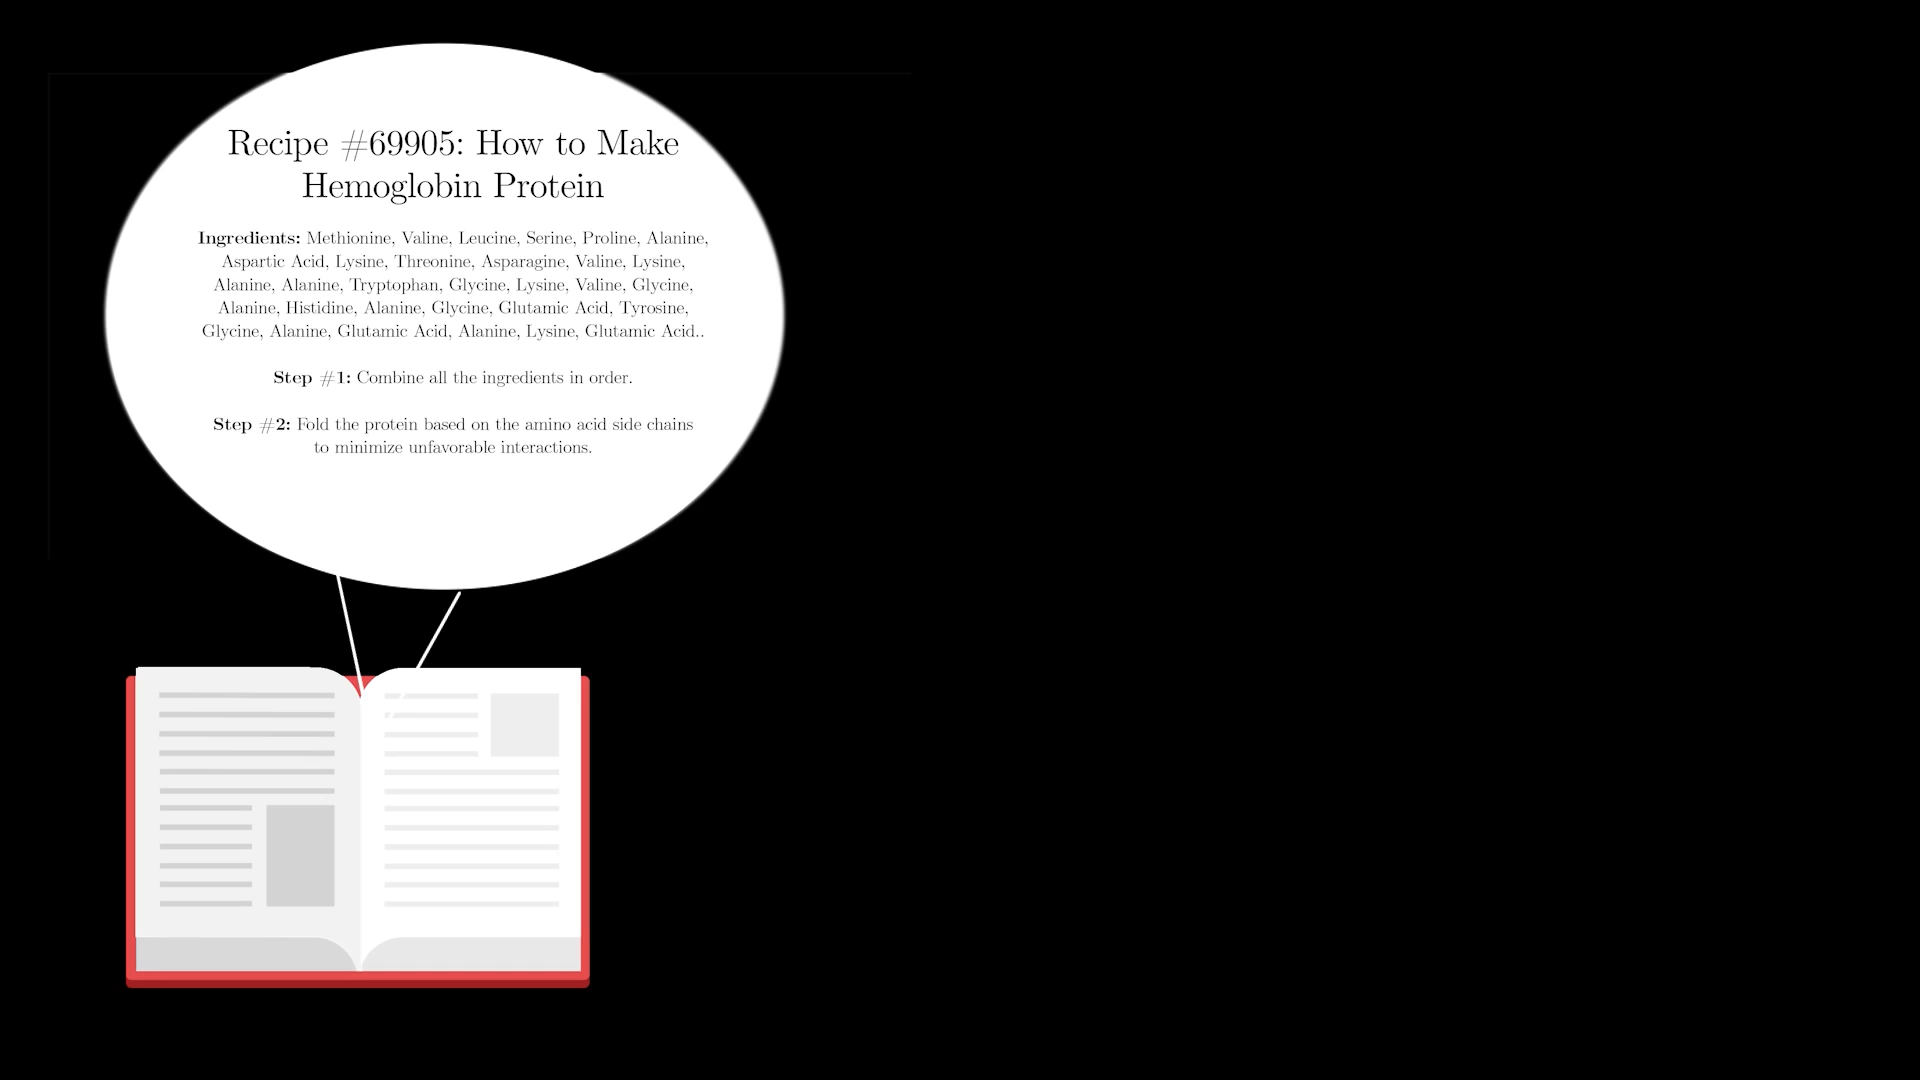 Recipe #69905: How to Make
Hemoglobin Protein
Ingredients: Methionine, Valine, Leucine, Serine, Proline, Alanine,
Aspartic Acid, Lysine, Threonine, Asparagine, Valine, Lysine,
Alanine, Alanine, Tryptophan, Glycine, Lysine, Valine, Glycine,
Alanine, Histidine, Alanine, Glycine, Glutamic Acid, Tyrosine,
Glycine, Alanine, Glutamic Acid, Alanine, Lysine, Glutamic Acid..
Step #1: Combine all the ingredients in order.
Step #2: Fold the protein based on the amino acid side chains
to minimize unfavorable interactions.